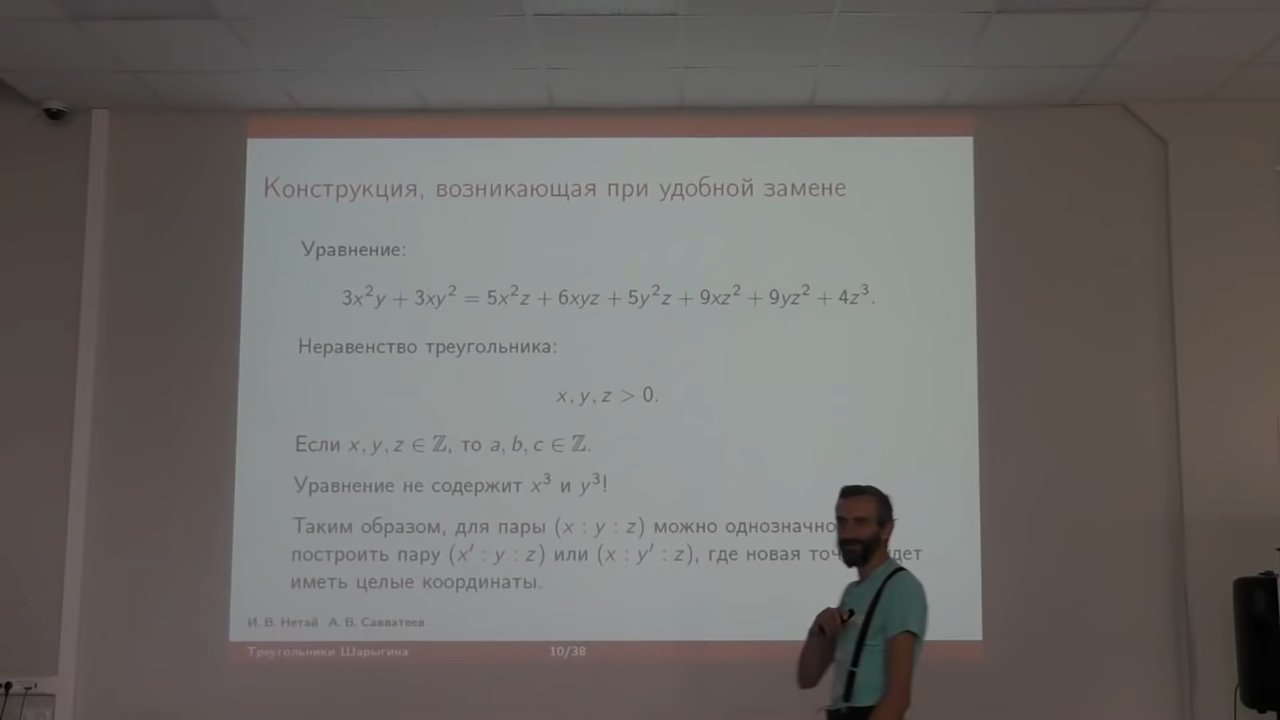 Конструкция, возникающая при удобной замене
Уравнение:
3x²y + 3xy² = 5x²z + 6xyz + 5y²z + 9xz² + 9yz² + 4z³.
Неравенство треугольника:
x, y, z > 0.
Если x, y, z ∈ ℤ, то a, b, c ∈ ℤ.
Уравнение не содержит x³ и y³!
Таким образом, для пары (x : y : z) можно однозначно
построить пару (x′ : y : z) или (x : y′ : z), где новая
иметь целые координаты.
И. В. Нетай А. В. Савватеев
Треугольники Шарыгина 10/38